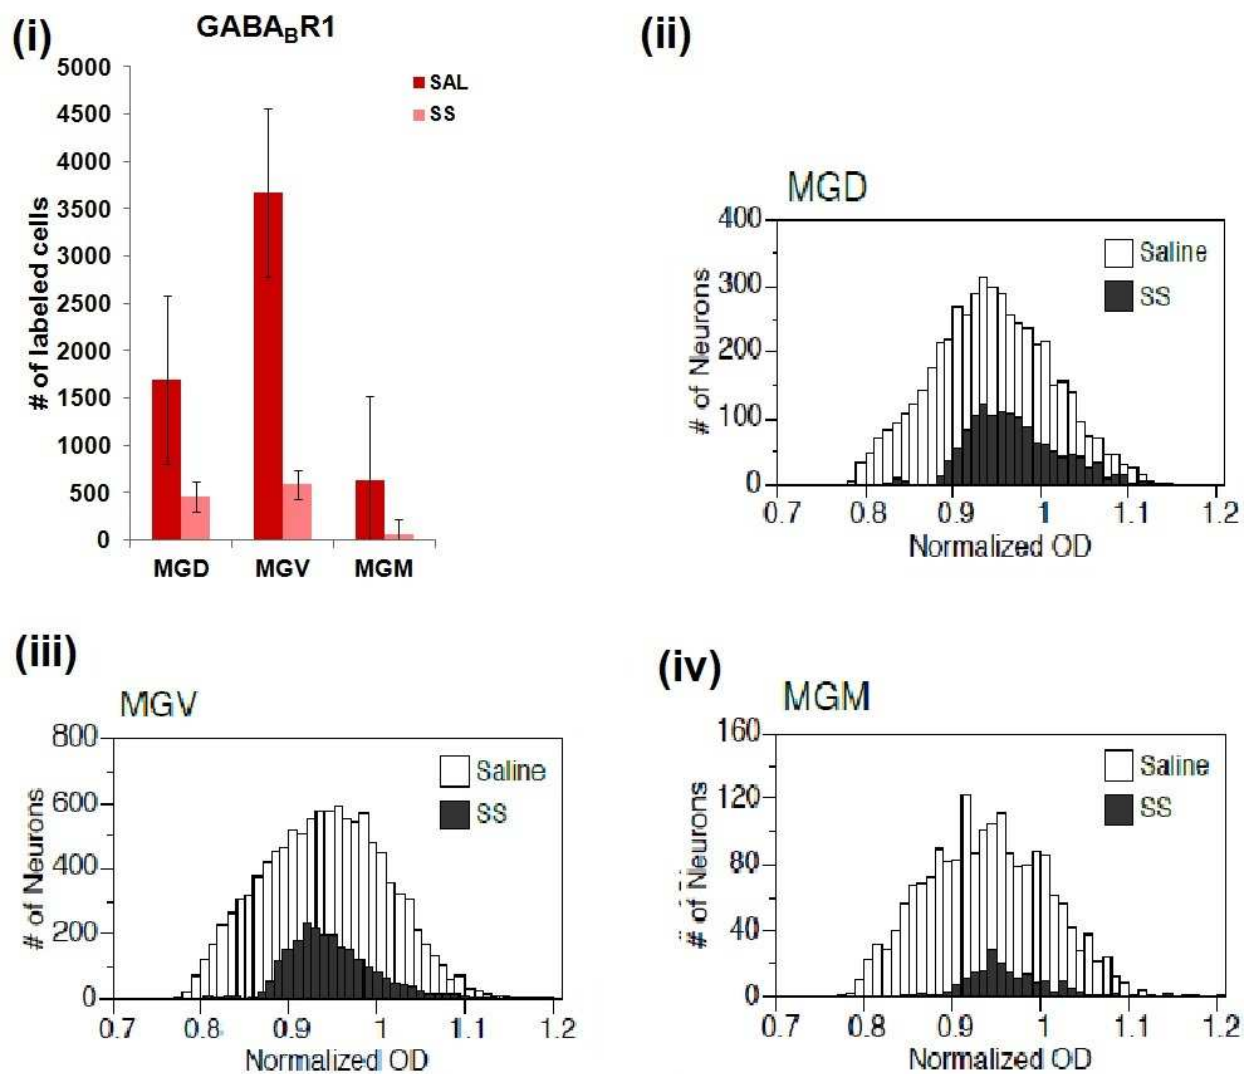 (i)
GABABR1
5000
4500
4000
3500
3000
2500
2000
1500
1000
500
0
# of labeled cells
SAL
SS
MGD MGV MGM
(ii)
MGD
400
300
200
100
0
# of Neurons
Saline
SS
0.7 0.8 0.9 1 1.1 1.2
Normalized OD
(iii)
MGV
800
600
400
200
0
# of Neurons
Saline
SS
0.7 0.8 0.9 1 1.1 1.2
Normalized OD
(iv)
MGM
160
120
80
40
0
# of Neurons
Saline
SS
0.7 0.8 0.9 1 1.1 1.2
Normalized OD